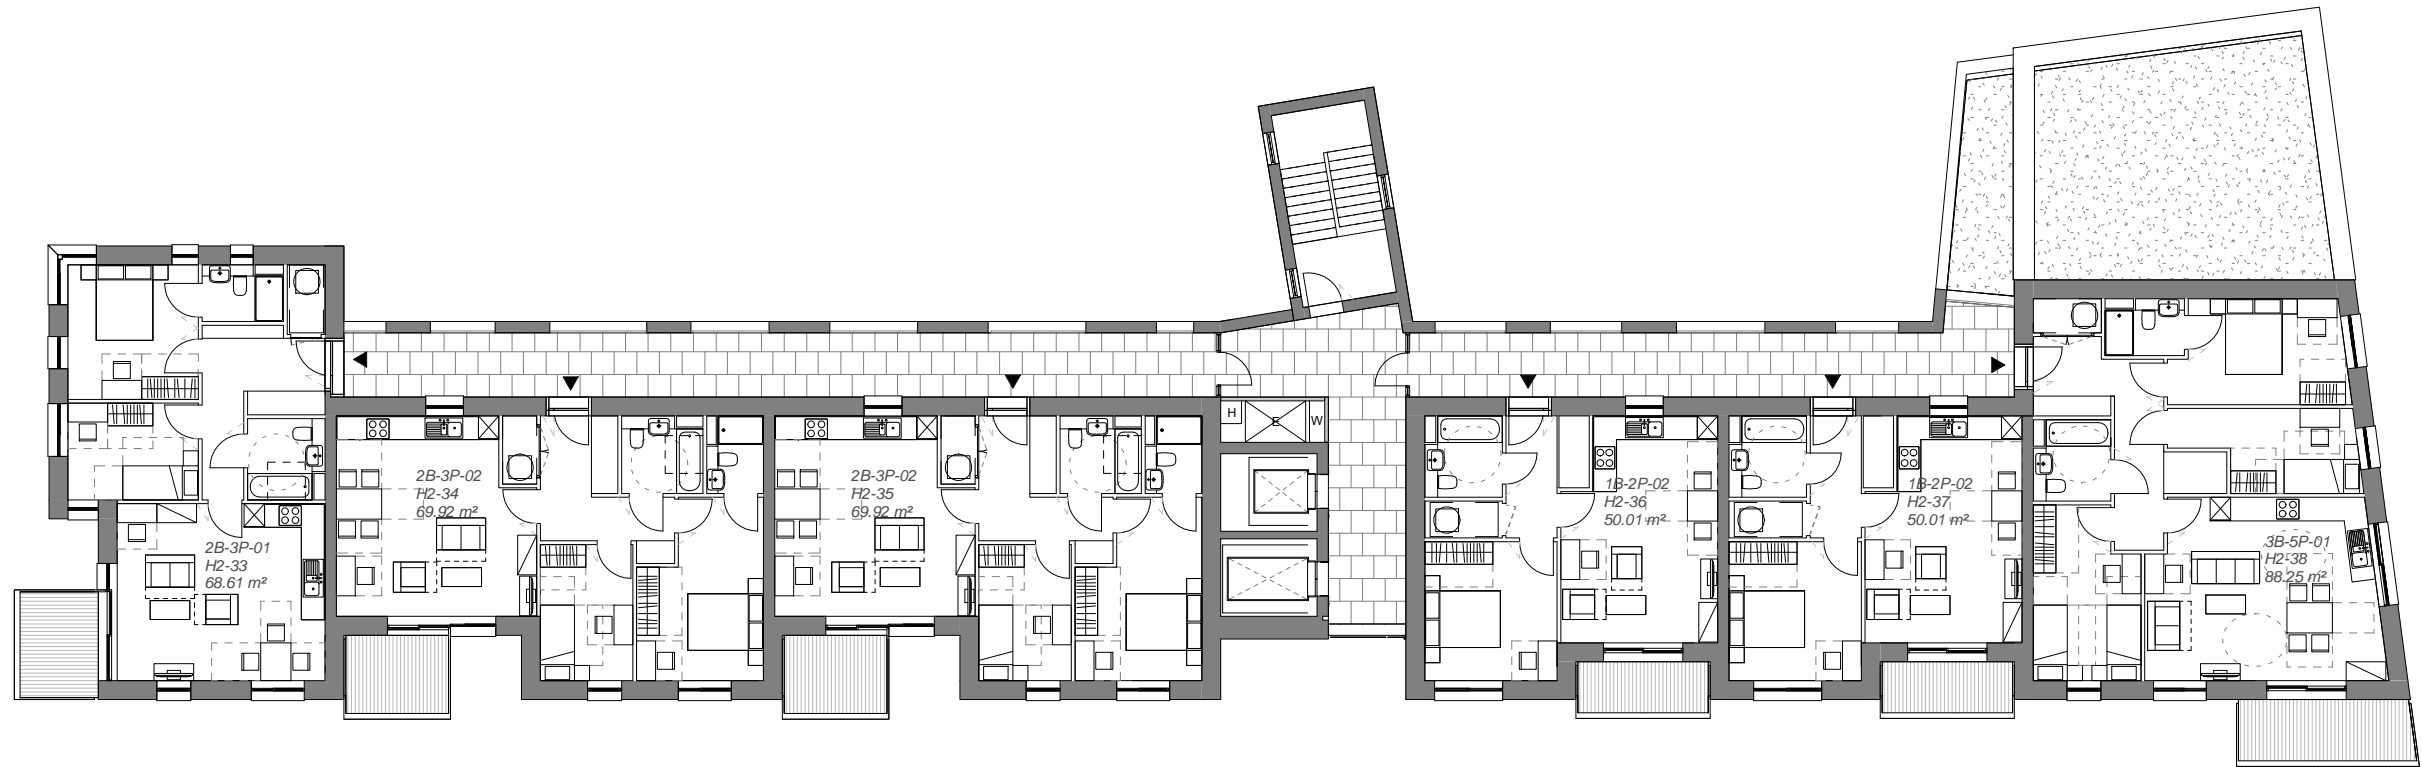 H
E
W
2B-3P-02
H2-34
69.92 m²
2B-3P-02
H2-35
69.92 m²
1B-2P-02
H2-36
50.01 m²
1B-2P-02
H2-37
50.01 m²
2B-3P-01
H2-33
68.61 m²
3B-5P-01
H2-38
88.25 m²